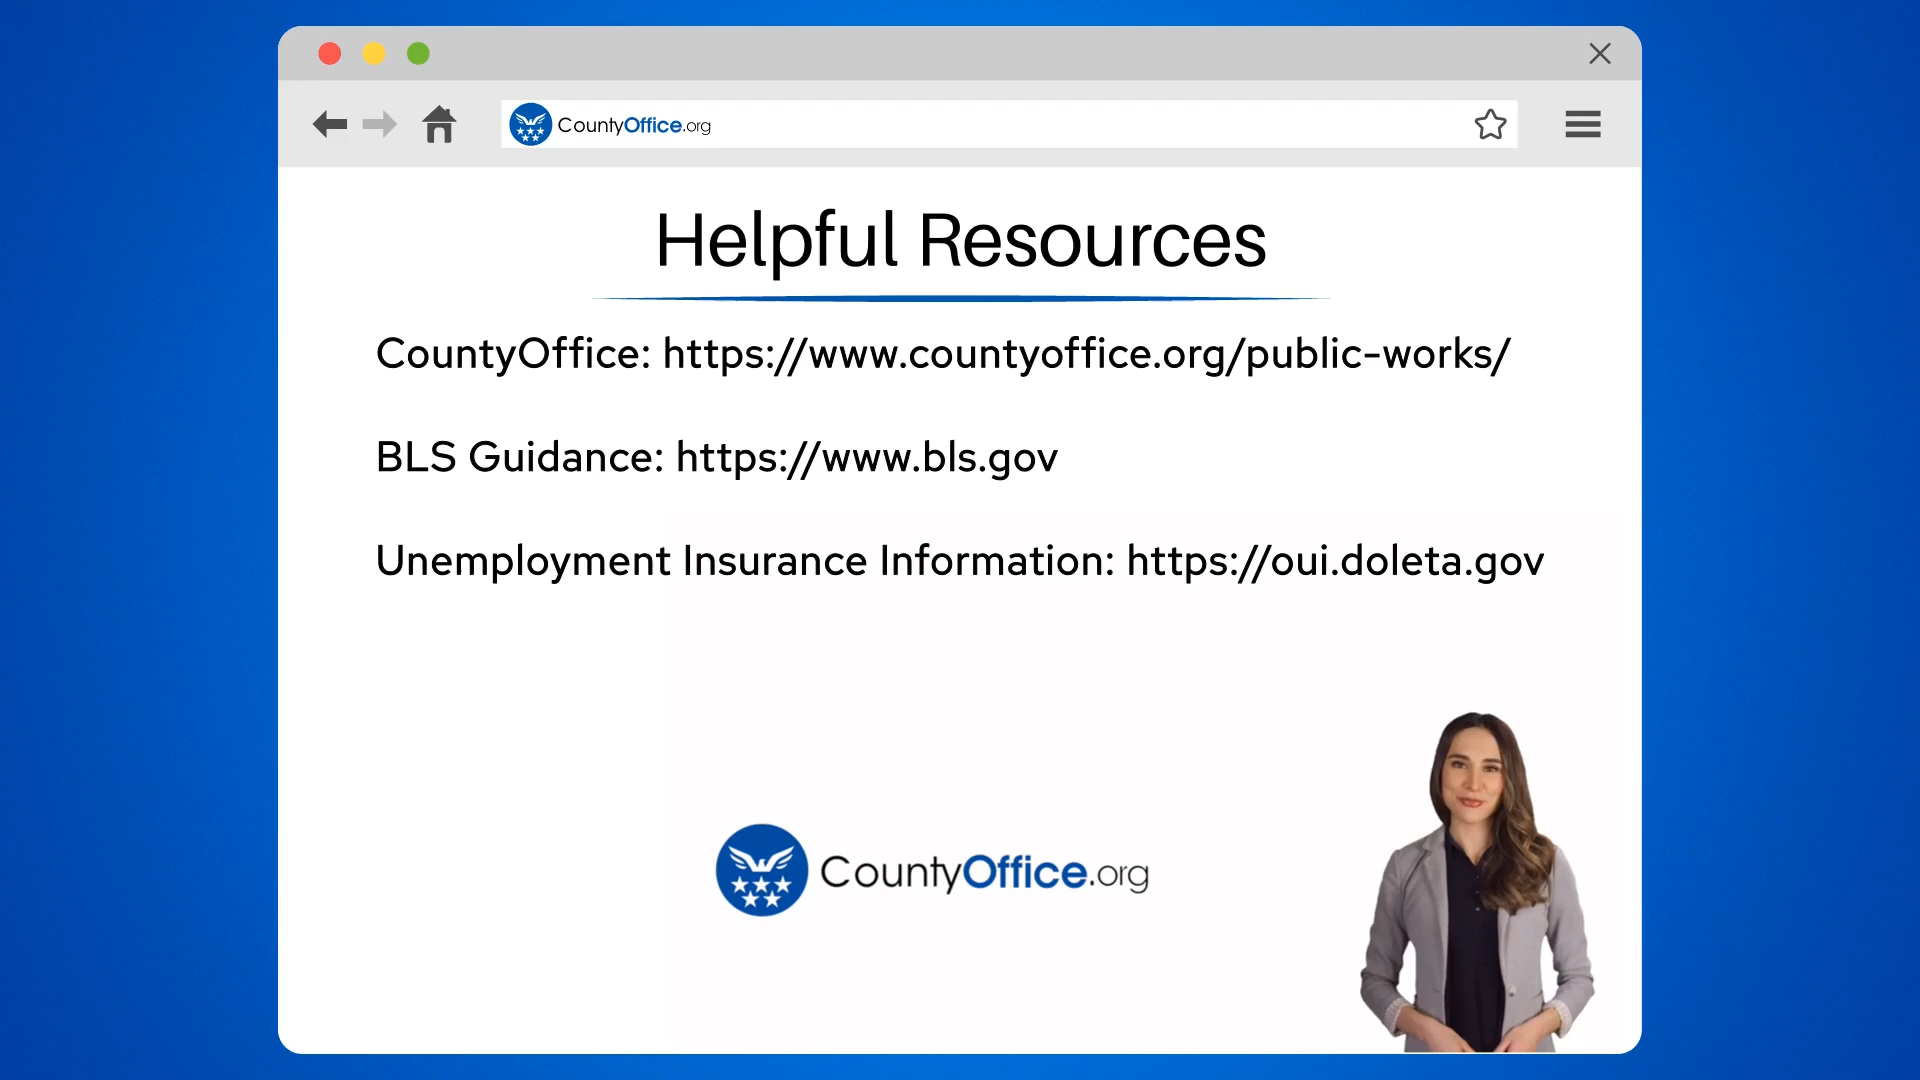 CountyOffice.org
Helpful Resources
CountyOffice: https://www.countyoffice.org/public-works/
BLS Guidance: https://www.bls.gov
Unemployment Insurance Information: https://oui.doleta.gov
CountyOffice.org